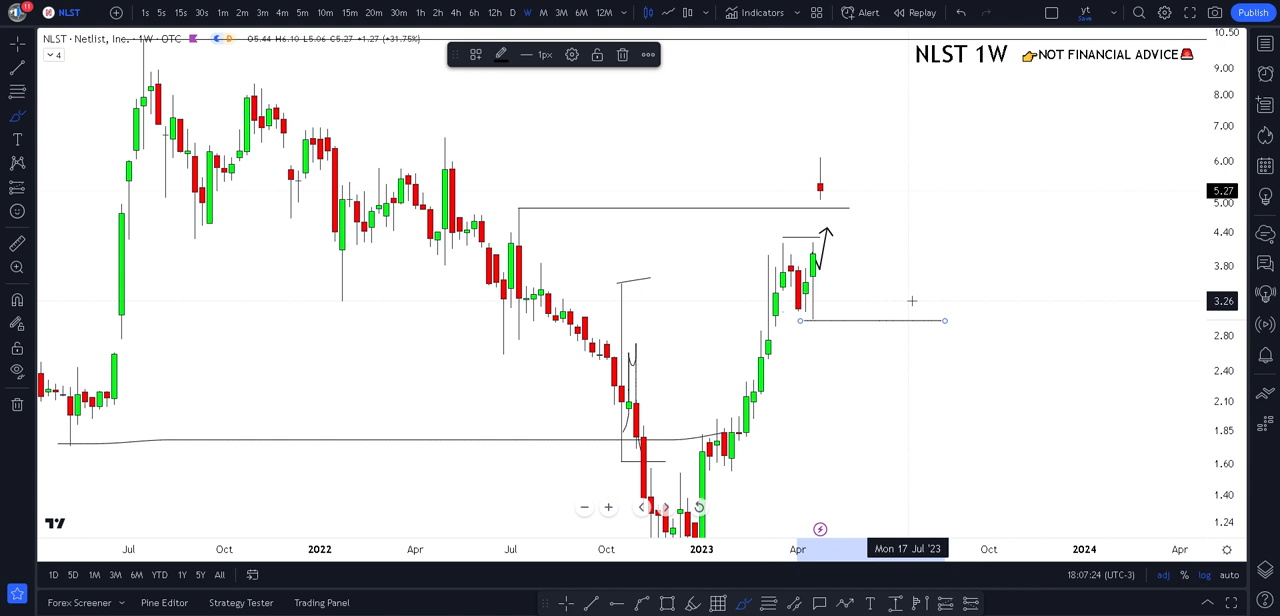 11
NLST
1s 5s 15s 30s 1m 2m 3m 4m 5m 10m 15m 20m 30m 1h 2h 4h 6h 12h D W M 3M 6M 12M
Indicators
Alert
Replay
yt
Save
Publish
NLST · Netlist, Inc. · 1W · OTC D O5.44 H6.10 L5.06 C5.27 +1.27 (+31.75%)
4
1px
NLST 1W 👉NOT FINANCIAL ADVICE🚨
10.50
9.00
8.00
7.00
6.00
5.27
5.00
4.40
3.80
3.26
2.80
2.40
2.10
1.85
1.60
1.40
1.24
Jul Oct 2022 Apr Jul Oct 2023 Apr Mon 17 Jul '23 Oct 2024 Apr
1D 5D 1M 3M 6M YTD 1Y 5Y All
18:07:24 (UTC-3) adj % log auto
Forex Screener Pine Editor Strategy Tester Trading Panel